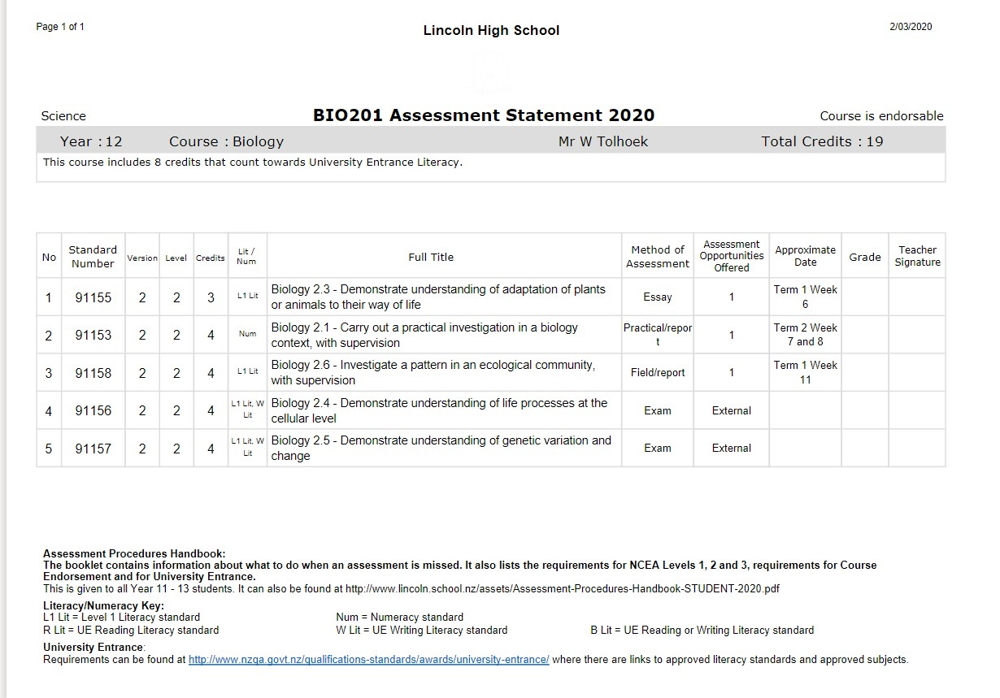 Page 1 of 1
Lincoln High School
2/03/2020
Science
BIO201 Assessment Statement 2020
Course is endorsable
Year : 12 Course : Biology Mr W Tolhoek Total Credits : 19
This course includes 8 credits that count towards University Entrance Literacy.
No Standard Number Version Level Credits Lit / Num Full Title Method of Assessment Assessment Opportunities Offered Approximate Date Grade Teacher Signature
1 91155 2 2 3 L1 Lit Biology 2.3 - Demonstrate understanding of adaptation of plants or animals to their way of life Essay 1 Term 1 Week 6
2 91153 2 2 4 Num Biology 2.1 - Carry out a practical investigation in a biology context, with supervision Practical/report 1 Term 2 Week 7 and 8
3 91158 2 2 4 L1 Lit Biology 2.6 - Investigate a pattern in an ecological community, with supervision Field/report 1 Term 1 Week 11
4 91156 2 2 4 L1 Lit, W Lit Biology 2.4 - Demonstrate understanding of life processes at the cellular level Exam External
5 91157 2 2 4 L1 Lit, W Lit Biology 2.5 - Demonstrate understanding of genetic variation and change Exam External
Assessment Procedures Handbook:
The booklet contains information about what to do when an assessment is missed. It also lists the requirements for NCEA Levels 1, 2 and 3, requirements for Course
Endorsement and for University Entrance.
This is given to all Year 11 - 13 students. It can also be found at http://www.lincoln.school.nz/assets/Assessment-Procedures-Handbook-STUDENT-2020.pdf
Literacy/Numeracy Key:
L1 Lit = Level 1 Literacy standard Num = Numeracy standard
R Lit = UE Reading Literacy standard W Lit = UE Writing Literacy standard B Lit = UE Reading or Writing Literacy standard
University Entrance:
Requirements can be found at http://www.nzqa.govt.nz/qualifications-standards/awards/university-entrance/ where there are links to approved literacy standards and approved subjects.